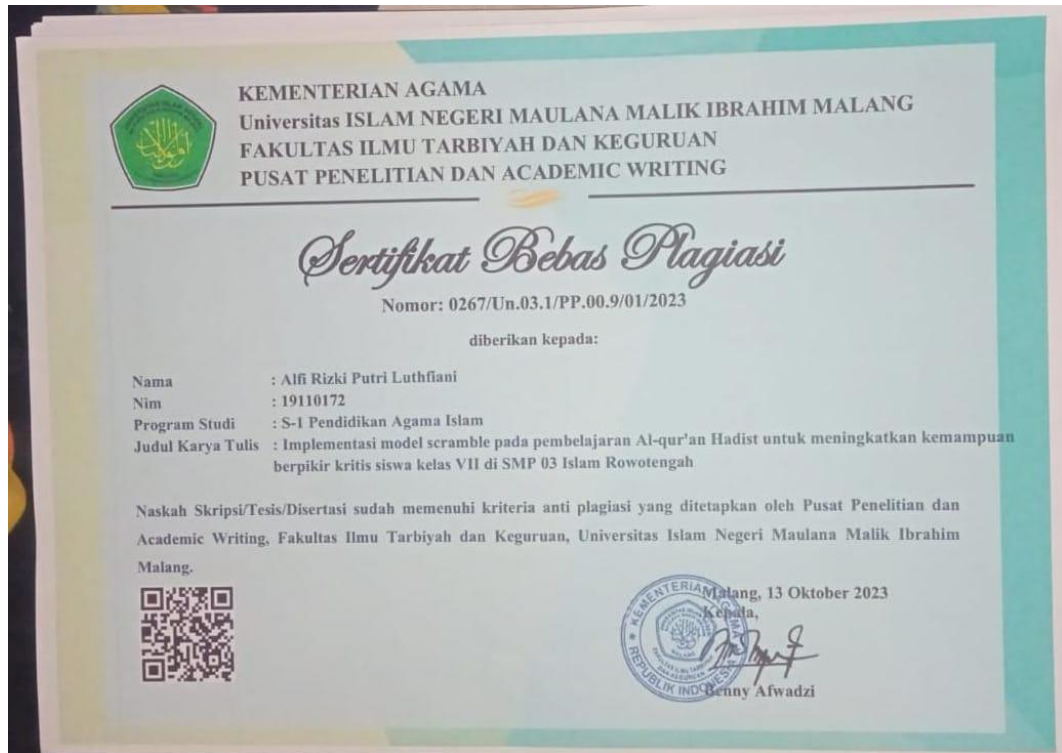 KEMENTERIAN AGAMA
Universitas ISLAM NEGERI MAULANA MALIK IBRAHIM MALANG
FAKULTAS ILMU TARBIYAH DAN KEGURUAN
PUSAT PENELITIAN DAN ACADEMIC WRITING
Sertifikat Bebas Plagiasi
Nomor: 0267/Un.03.1/PP.00.9/01/2023
diberikan kepada:
Nama : Alfi Rizki Putri Luthfiani
Nim : 19110172
Program Studi : S-1 Pendidikan Agama Islam
Judul Karya Tulis : Implementasi model scramble pada pembelajaran Al-qur'an Hadist untuk meningkatkan kemampuan
berpikir kritis siswa kelas VII di SMP 03 Islam Rowotengah
Naskah Skripsi/Tesis/Disertasi sudah memenuhi kriteria anti plagiasi yang ditetapkan oleh Pusat Penelitian dan
Academic Writing, Fakultas Ilmu Tarbiyah dan Keguruan, Universitas Islam Negeri Maulana Malik Ibrahim
Malang.
Malang, 13 Oktober 2023
Kepala,
KEMENTERIAN AGAMA
REPUBLIK INDONESIA
Benny Afwadzi